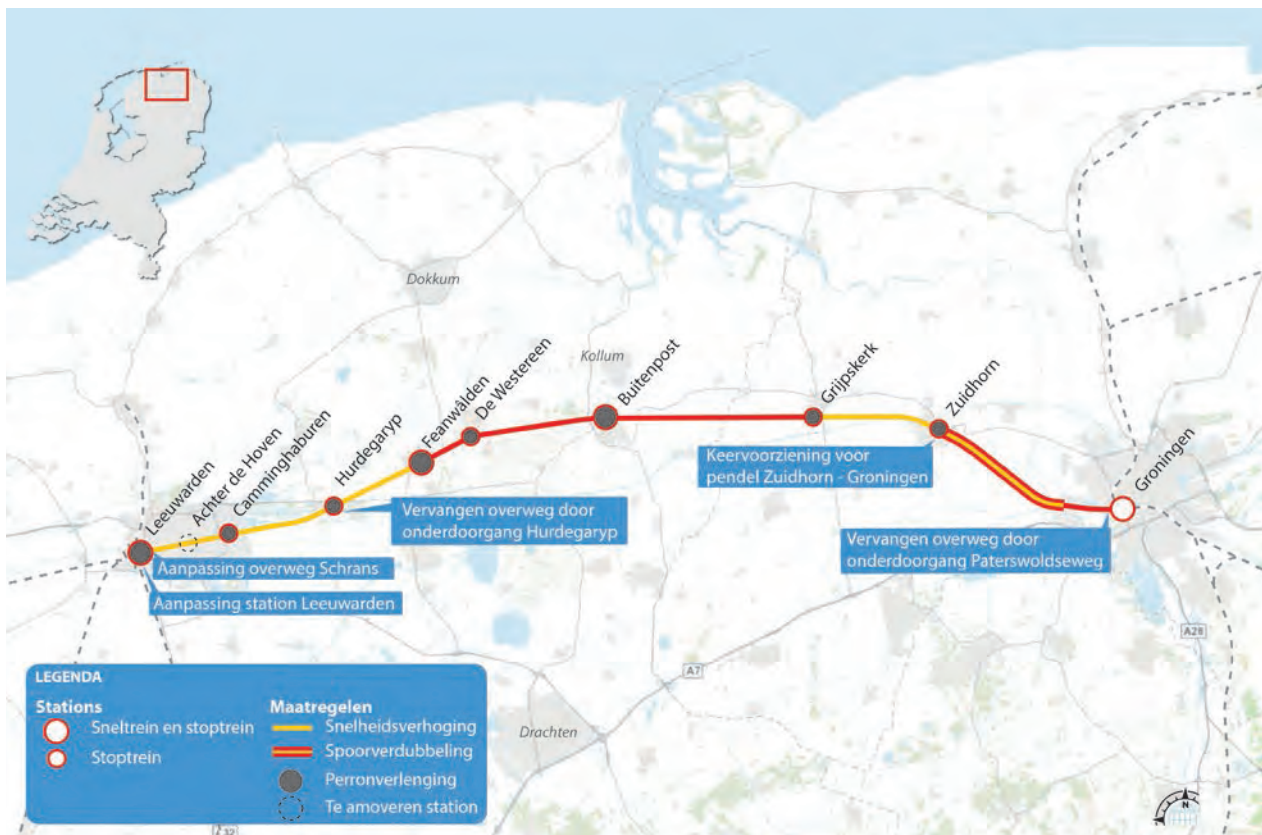 Dokkum
Kollum
Leeuwarden
Achter de Hoven
Camminghaburen
Hurdegaryp
Feanwâlden
De Westereen
Buitenpost
Grijpskerk
Zuidhorn
Groningen
Keervoorziening voor
pendel Zuidhorn - Groningen
Vervangen overweg door
onderdoorgang Hurdegaryp
Vervangen overweg door
onderdoorgang Paterswoldseweg
Aanpassing overweg Schrans
Aanpassing station Leeuwarden
A28
A7
Drachten
LEGENDA
Stations
Sneltrein en stoptrein
Stoptrein
Maatregelen
Snelheidsverhoging
Spoorverdubbeling
Perronverlenging
Te amoveren station
N